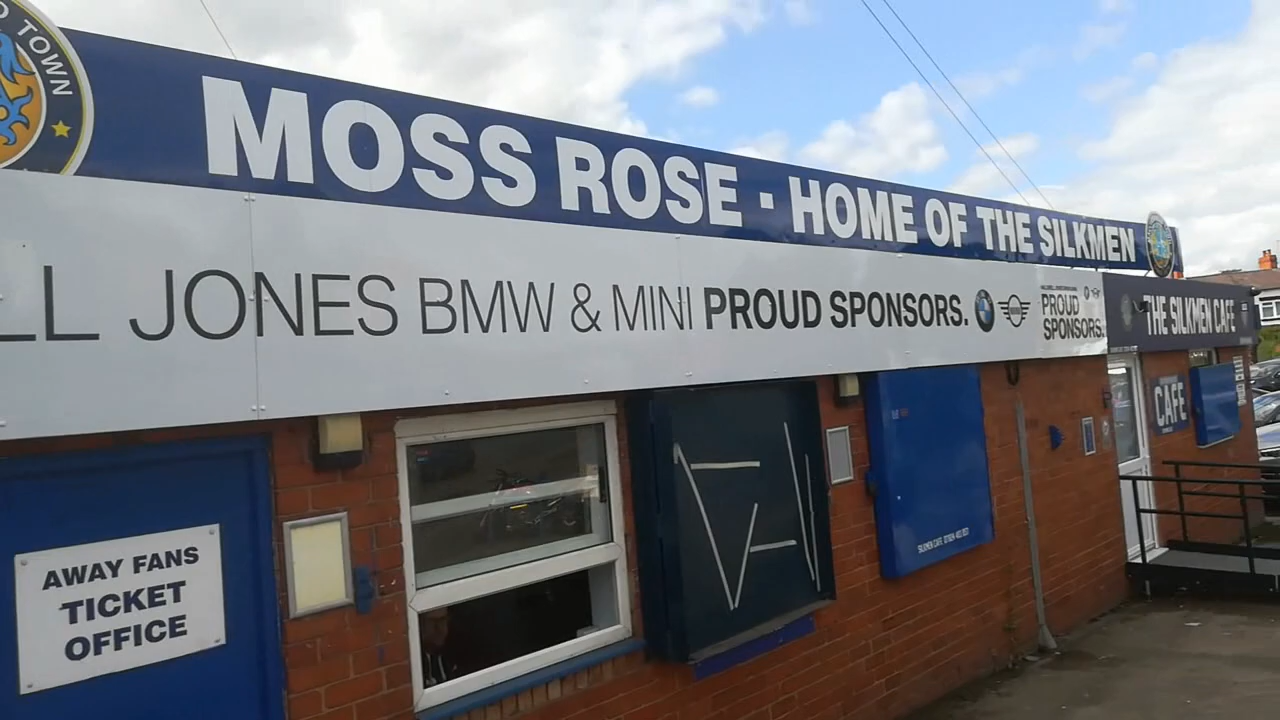 TOWN
MOSS ROSE · HOME OF THE SILKMEN
LL JONES BMW & MINI PROUD SPONSORS.
PROUD
SPONSORS.
THE SILKMEN CAFE
CAFE
AWAY FANS
TICKET
OFFICE